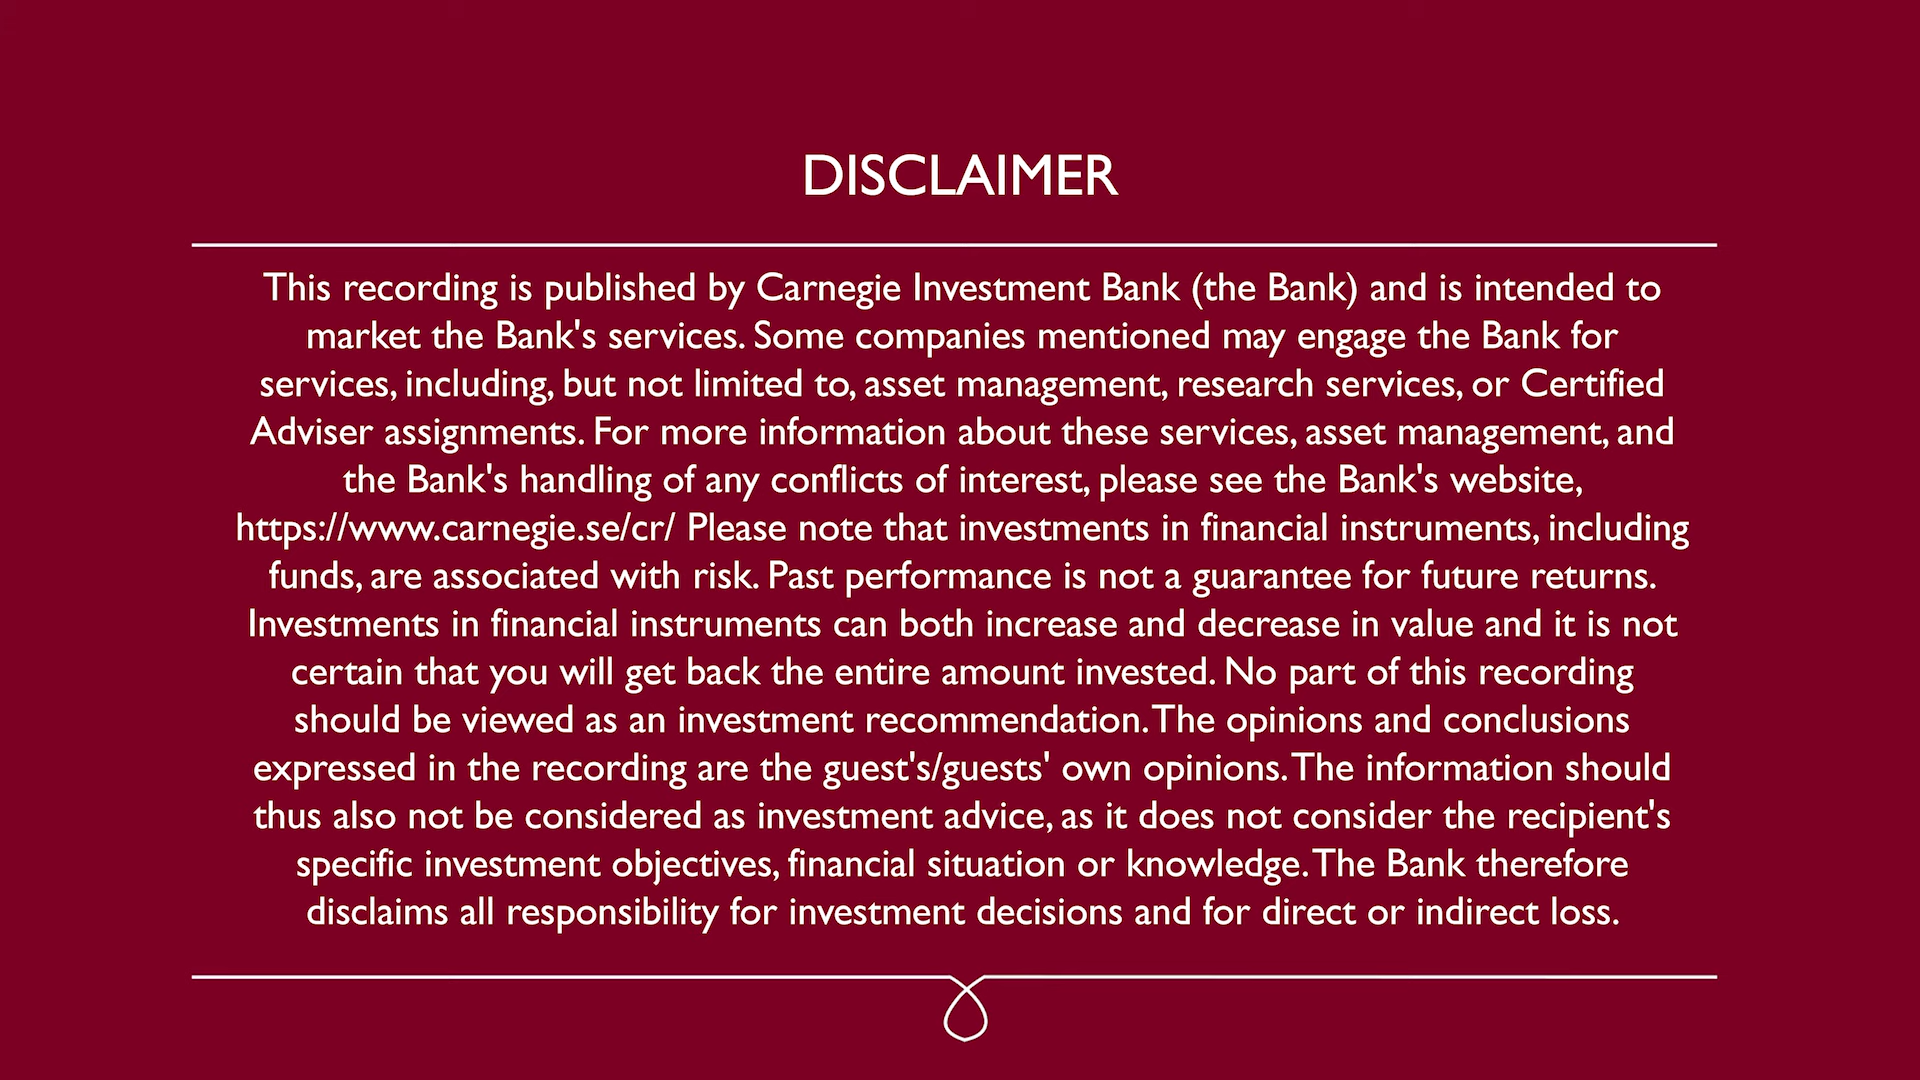 DISCLAIMER
This recording is published by Carnegie Investment Bank (the Bank) and is intended to
market the Bank's services. Some companies mentioned may engage the Bank for
services, including, but not limited to, asset management, research services, or Certified
Adviser assignments. For more information about these services, asset management, and
the Bank's handling of any conflicts of interest, please see the Bank's website,
https://www.carnegie.se/cr/ Please note that investments in financial instruments, including
funds, are associated with risk. Past performance is not a guarantee for future returns.
Investments in financial instruments can both increase and decrease in value and it is not
certain that you will get back the entire amount invested. No part of this recording
should be viewed as an investment recommendation. The opinions and conclusions
expressed in the recording are the guest's/guests' own opinions. The information should
thus also not be considered as investment advice, as it does not consider the recipient's
specific investment objectives, financial situation or knowledge. The Bank therefore
disclaims all responsibility for investment decisions and for direct or indirect loss.